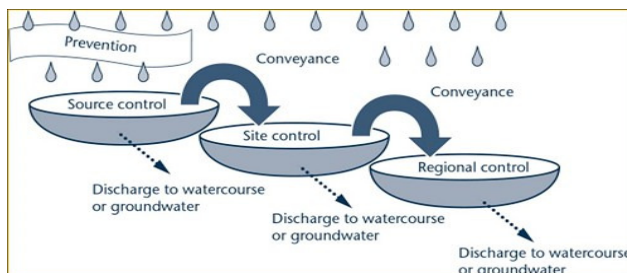 Prevention
Conveyance
Conveyance
Source control
Site control
Regional control
Discharge to watercourse
or groundwater
Discharge to watercourse
or groundwater
Discharge to watercourse
or groundwater